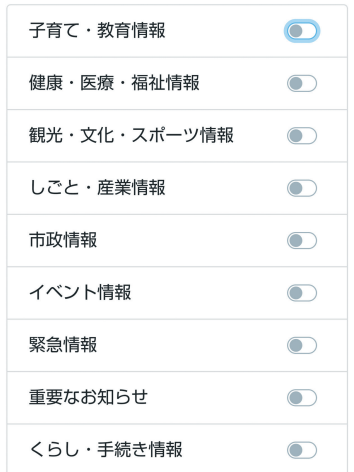 子育て・教育情報
健康・医療・福祉情報
観光・文化・スポーツ情報
しごと・産業情報
市政情報
イベント情報
緊急情報
重要なお知らせ
くらし・手続き情報